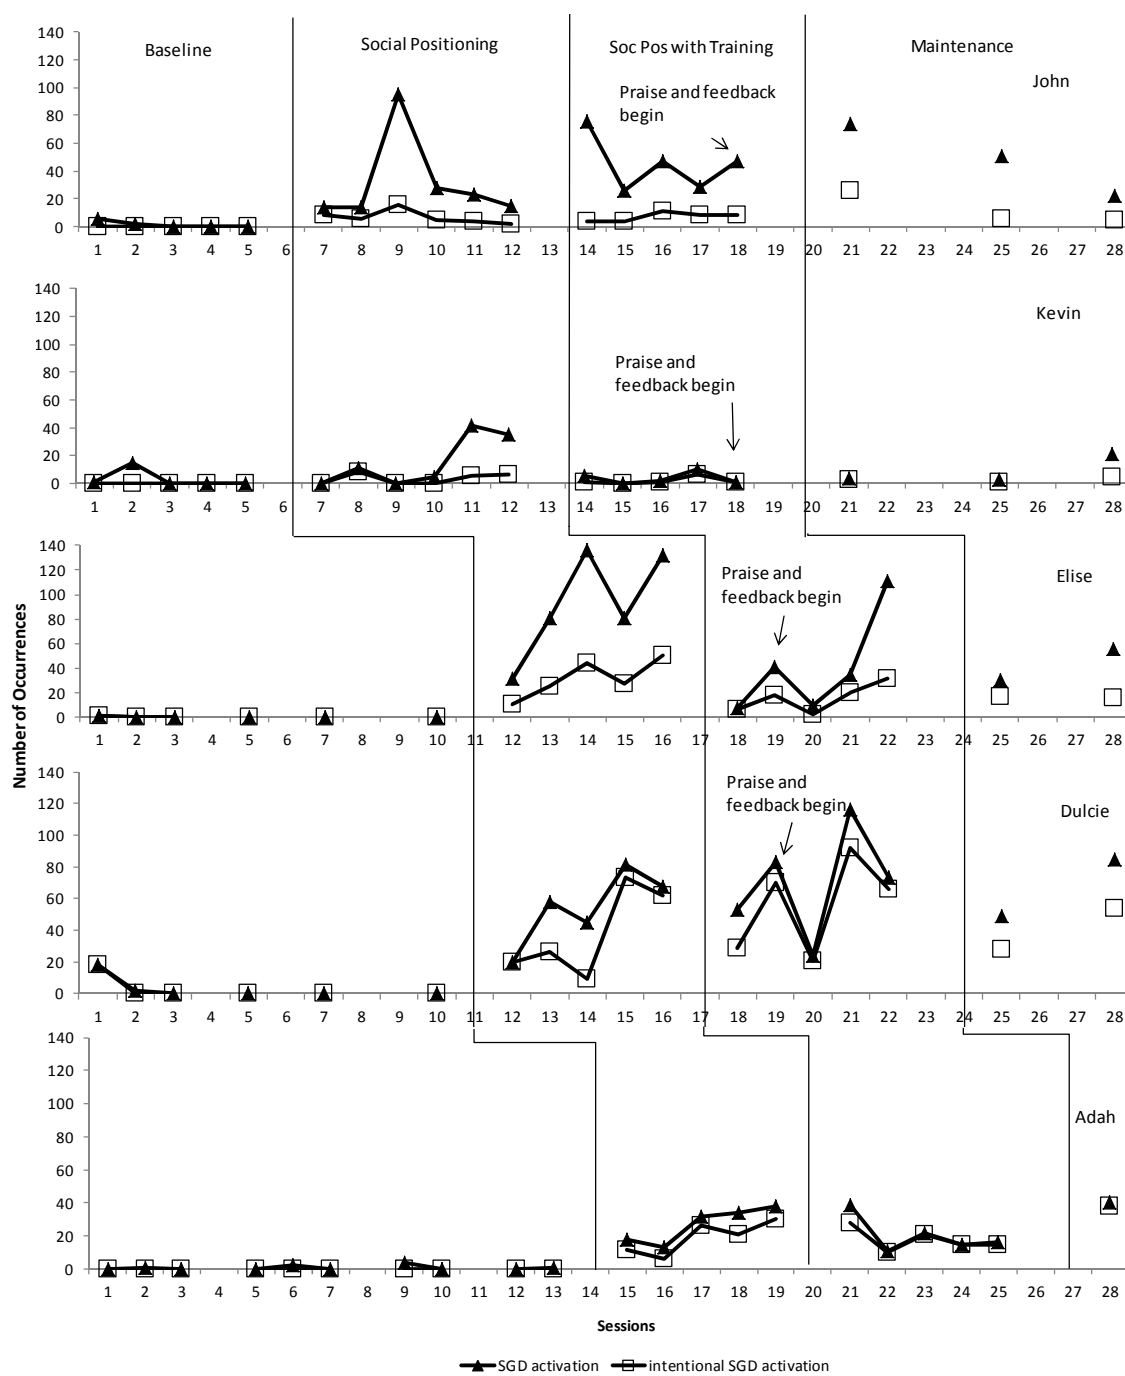 Baseline
Social Positioning
Soc Pos with Training
Maintenance
John
Praise and feedback
begin
140
120
100
80
60
40
20
0
1 2 3 4 5 6 7 8 9 10 11 12 13 14 15 16 17 18 19 20 21 22 23 24 25 26 27 28
Kevin
Praise and
feedback begin
140
120
100
80
60
40
20
0
1 2 3 4 5 6 7 8 9 10 11 12 13 14 15 16 17 18 19 20 21 22 23 24 25 26 27 28
Number of Occurrences
Elise
Praise and
feedback begin
140
120
100
80
60
40
20
0
1 2 3 4 5 6 7 8 9 10 11 12 13 14 15 16 17 18 19 20 21 22 23 24 25 26 27 28
Dulcie
Praise and
feedback begin
140
120
100
80
60
40
20
0
1 2 3 4 5 6 7 8 9 10 11 12 13 14 15 16 17 18 19 20 21 22 23 24 25 26 27 28
Adah
140
120
100
80
60
40
20
0
1 2 3 4 5 6 7 8 9 10 11 12 13 14 15 16 17 18 19 20 21 22 23 24 25 26 27 28
Sessions
SGD activation
intentional SGD activation